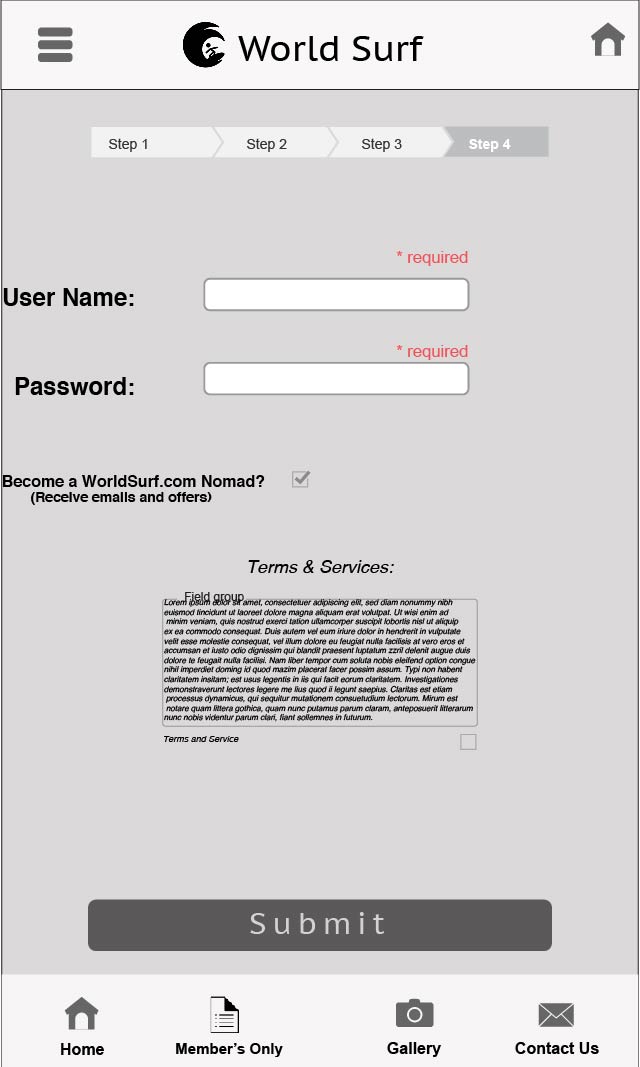 World Surf
Step 1 Step 2 Step 3 Step 4
* required
User Name:
* required
Password:
Become a WorldSurf.com Nomad?
(Receive emails and offers)
Terms & Services:
Field group
Lorem ipsum dolor sit amet, consectetuer adipiscing elit, sed diam nonummy nibh
euismod tincidunt ut laoreet dolore magna aliquam erat volutpat. Ut wisi enim ad
minim veniam, quis nostrud exerci tation ullamcorper suscipit lobortis nisl ut aliquip
ex ea commodo consequat. Duis autem vel eum iriure dolor in hendrerit in vulputate
velit esse molestie consequat, vel illum dolore eu feugiat nulla facilisis at vero eros et
accumsan et iusto odio dignissim qui blandit praesent luptatum zzril delenit augue duis
dolore te feugait nulla facilisi. Nam liber tempor cum soluta nobis eleifend option congue
nihil imperdiet doming id quod mazim placerat facer possim assum. Typi non habent
claritatem insitam; est usus legentis in iis qui facit eorum claritatem. Investigationes
demonstraverunt lectores legere me lius quod ii legunt saepius. Claritas est etiam
processus dynamicus, qui sequitur mutationem consuetudium lectorum. Mirum est
notare quam littera gothica, quam nunc putamus parum claram, anteposuerit litterarum
nunc nobis videntur parum clari, fiant sollemnes in futurum.
Terms and Service
Submit
Home Member's Only Gallery Contact Us